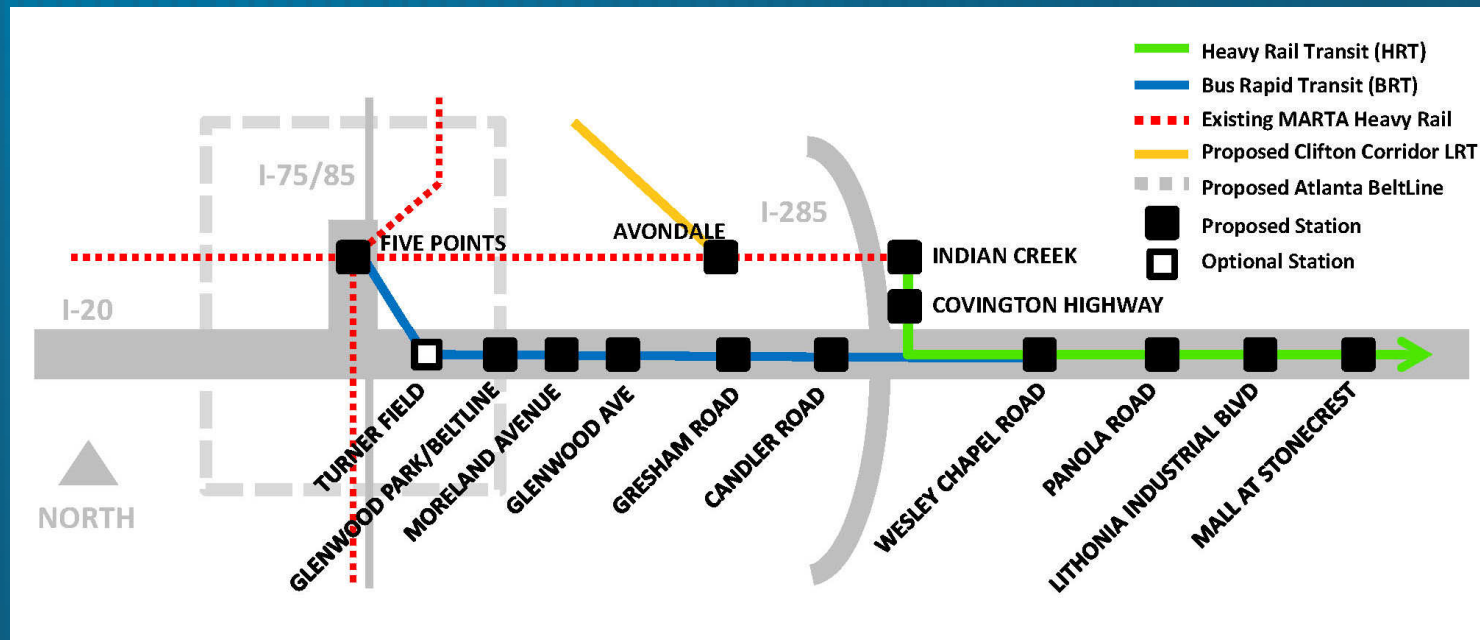 Heavy Rail Transit (HRT)
Bus Rapid Transit (BRT)
Existing MARTA Heavy Rail
Proposed Clifton Corridor LRT
Proposed Atlanta BeltLine
Proposed Station
Optional Station
I-75/85
I-285
I-20
FIVE POINTS
AVONDALE
INDIAN CREEK
COVINGTON HIGHWAY
TURNER FIELD
GLENWOOD PARK/BELTLINE
MORELAND AVENUE
GLENWOOD AVE
GRESHAM ROAD
CANDLER ROAD
WESLEY CHAPEL ROAD
PANOLA ROAD
LITHONIA INDUSTRIAL BLVD
MALL AT STONECREST
NORTH